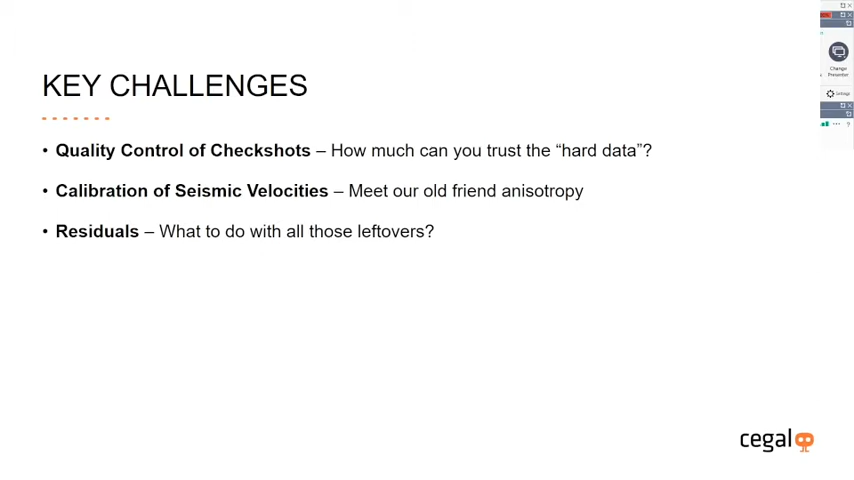 KEY CHALLENGES
• Quality Control of Checkshots – How much can you trust the “hard data”?
• Calibration of Seismic Velocities – Meet our old friend anisotropy
• Residuals – What to do with all those leftovers?
Change
Presenter
Settings
?
cegal